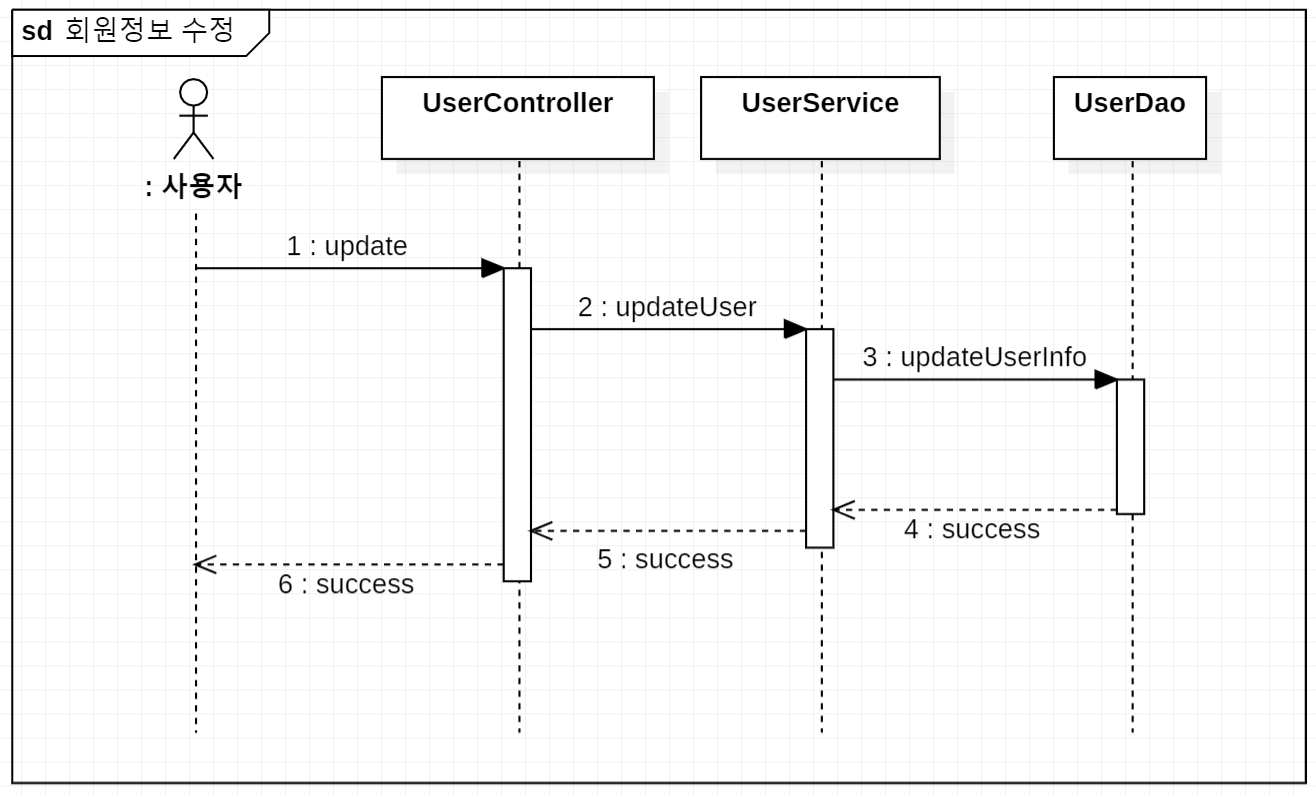 sd 회원정보 수정
UserController
UserService
UserDao
: 사용자
1 : update
2 : updateUser
3 : updateUserInfo
4 : success
5 : success
6 : success